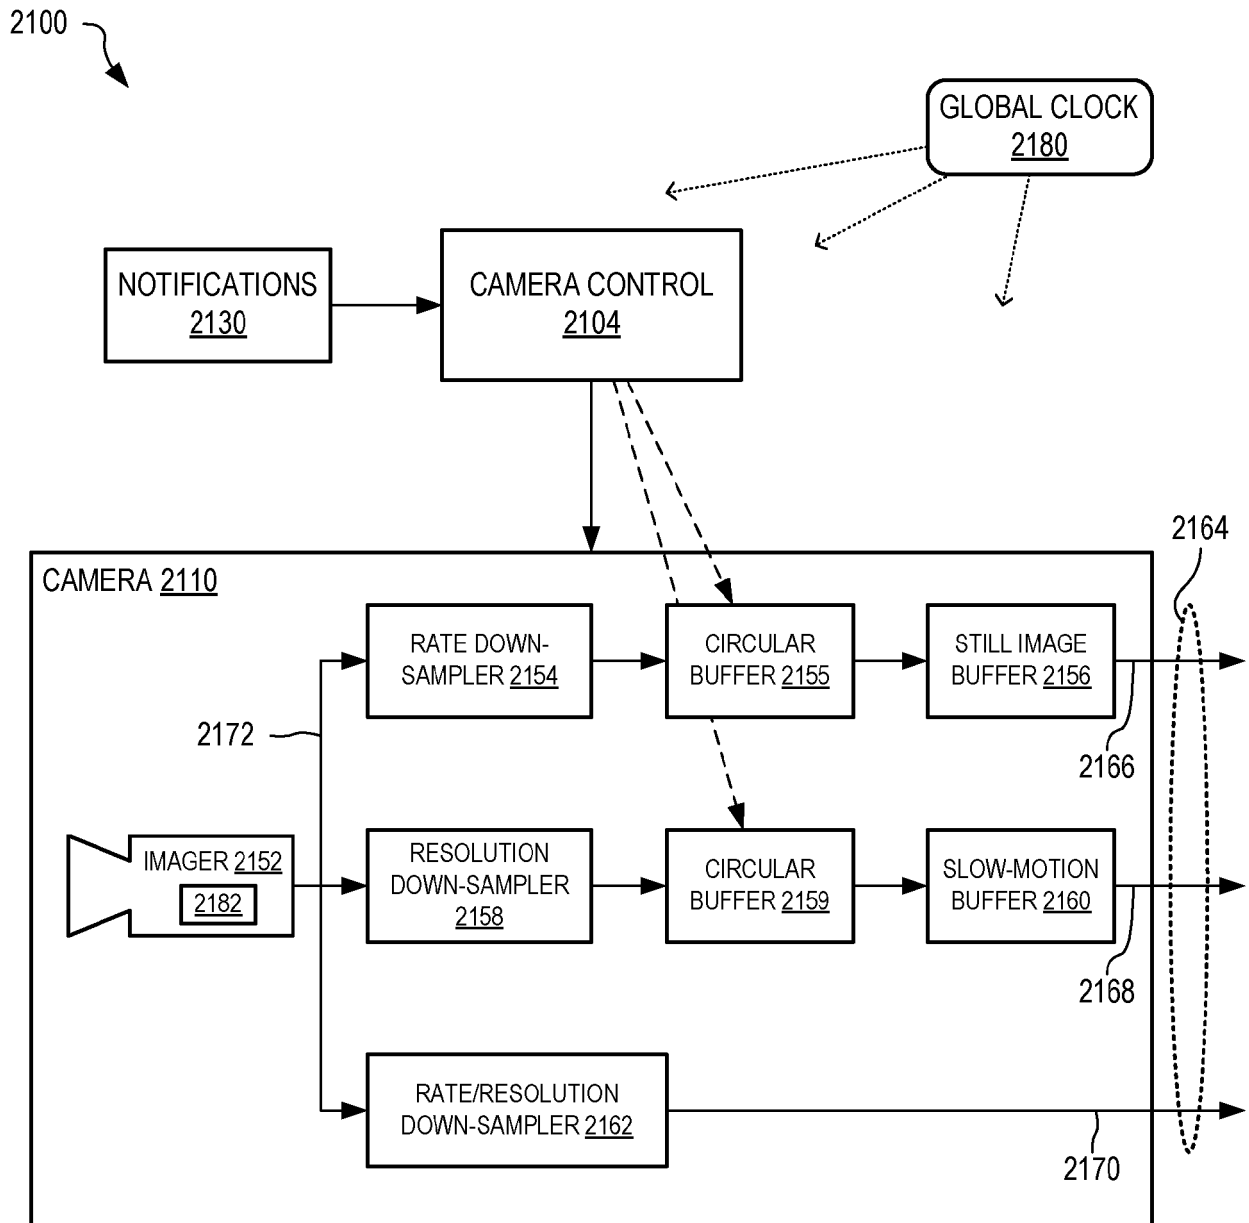 2100
GLOBAL CLOCK
2180
NOTIFICATIONS
2130
CAMERA CONTROL
2104
2164
CAMERA 2110
RATE DOWN-
SAMPLER 2154
CIRCULAR
BUFFER 2155
STILL IMAGE
BUFFER 2156
2172
2166
IMAGER 2152
2182
RESOLUTION
DOWN-SAMPLER
2158
CIRCULAR
BUFFER 2159
SLOW-MOTION
BUFFER 2160
2168
RATE/RESOLUTION
DOWN-SAMPLER 2162
2170